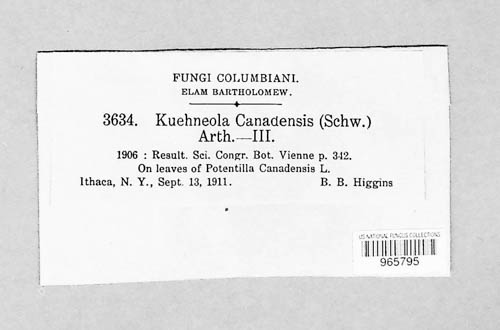 FUNGI COLUMBIANI.
ELAM BARTHOLOMEW.
3634. Kuehneola Canadensis (Schw.)
Arth.—III.
1906 : Result. Sci. Congr. Bot. Vienne p. 342.
On leaves of Potentilla Canadensis L.
Ithaca, N. Y., Sept. 13, 1911. B. B. Higgins
US NATIONAL FUNGUS COLLECTIONS
965795